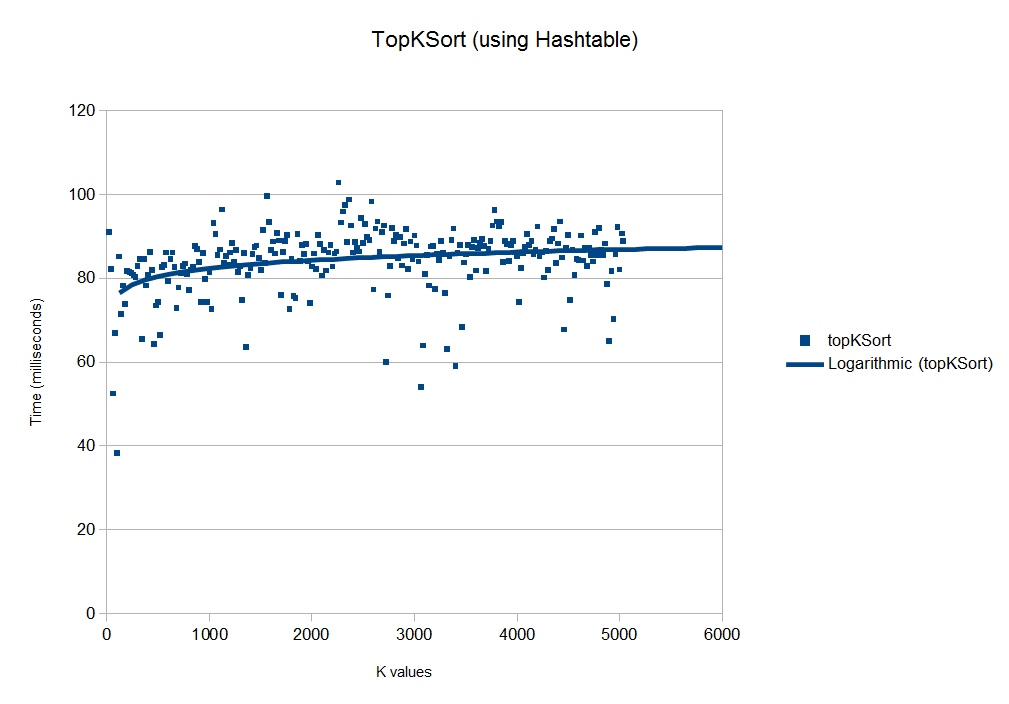 TopKSort (using Hashtable)
120
100
80
60
40
20
0
Time (milliseconds)
0 1000 2000 3000 4000 5000 6000
K values
topKSort
Logarithmic (topKSort)